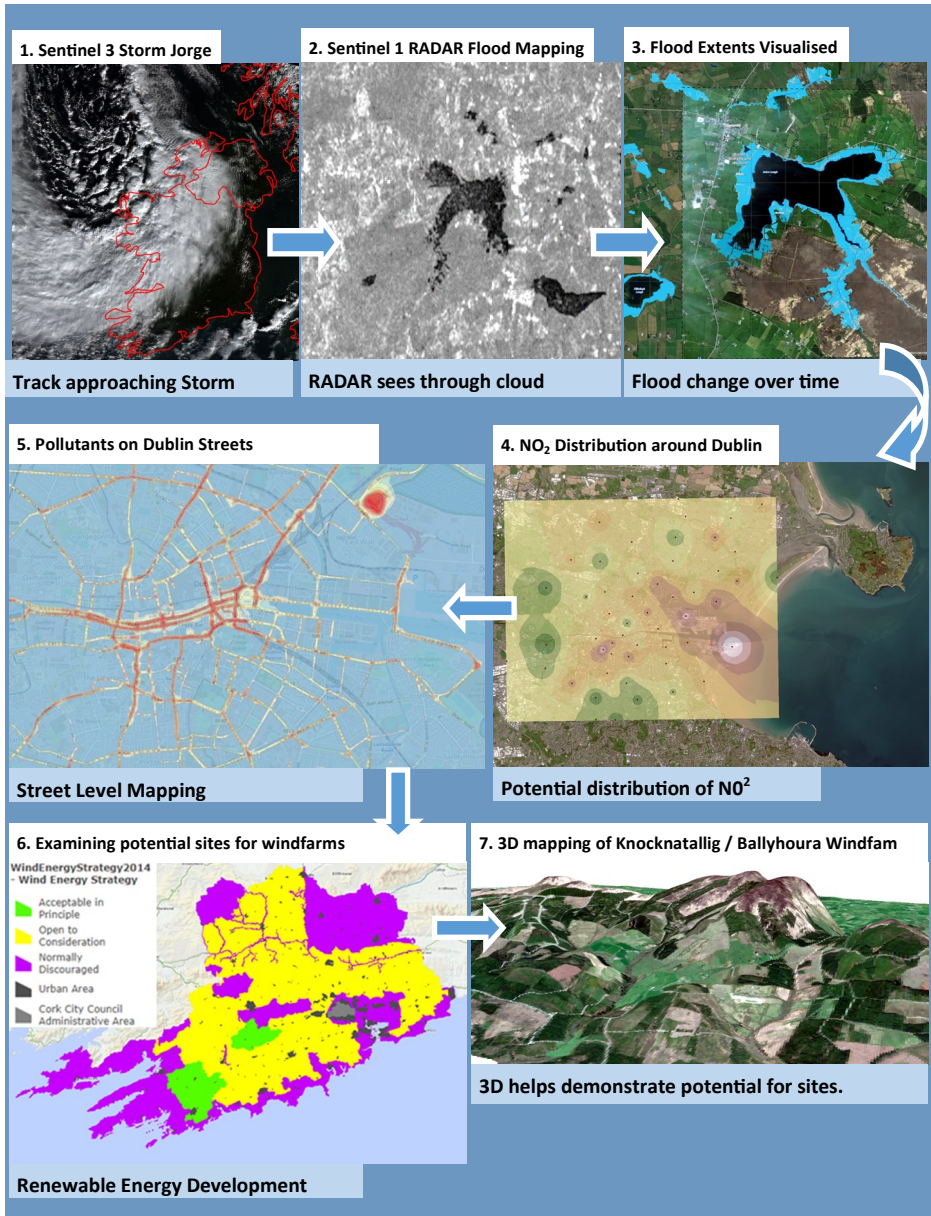 1. Sentinel 3 Storm Jorge
2. Sentinel 1 RADAR Flood Mapping
3. Flood Extents Visualised
Track approaching Storm
RADAR sees through cloud
Flood change over time
5. Pollutants on Dublin Streets
4. NO₂ Distribution around Dublin
Street Level Mapping
Potential distribution of N0²
6. Examining potential sites for windfarms
7. 3D mapping of Knocknatallig / Ballyhoura Windfam
WindEnergyStrategy2014
- Wind Energy Strategy
Acceptable in
Principle
Open to
Consideration
Normally
Discouraged
Urban Area
Cork City Council
Administrative Area
3D helps demonstrate potential for sites.
Renewable Energy Development